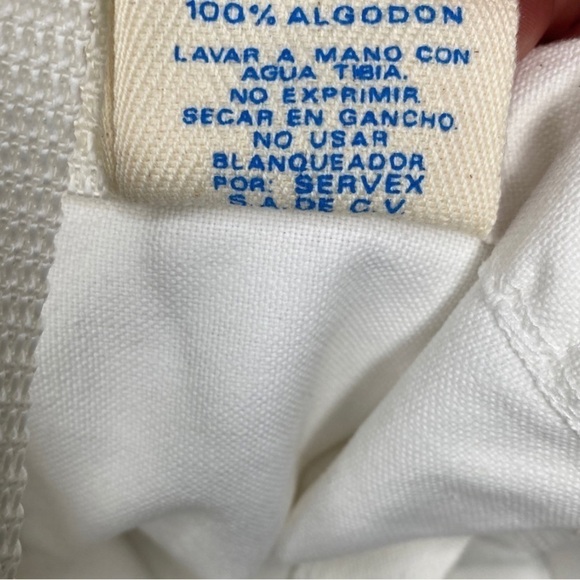 100% ALGODON
LAVAR A MANO CON
AGUA TIBIA.
NO EXPRIMIR.
SECAR EN GANCHO.
NO USAR
BLANQUEADOR
POR: SERVEX
S.A. DE C.V.